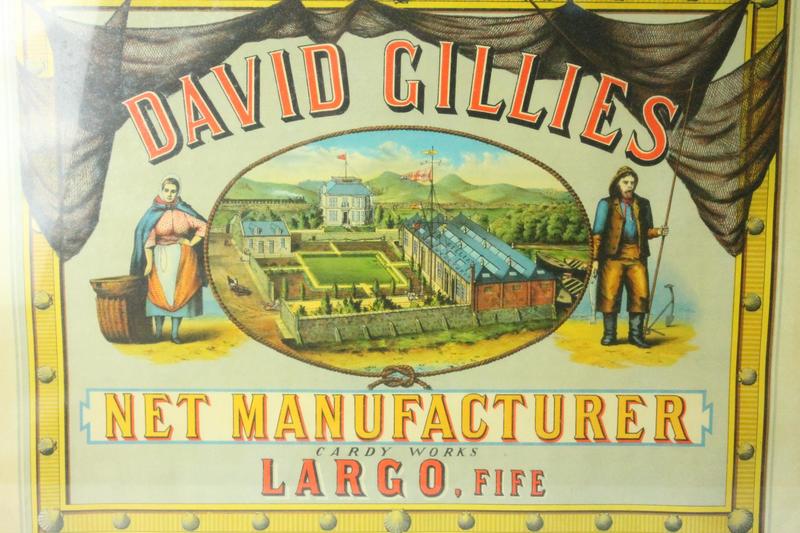 DAVID GILLIES
NET MANUFACTURER
CARDY WORKS
LARGO, FIFE